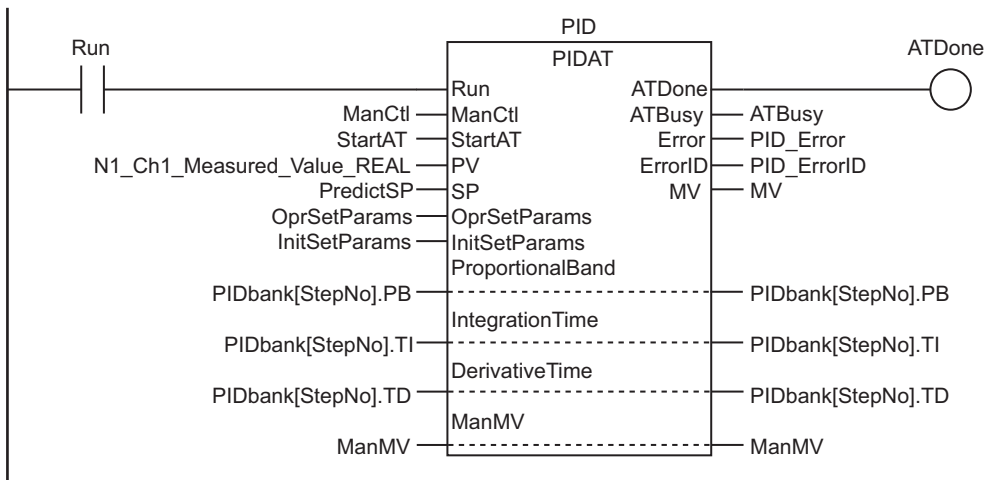 PID
Run
PIDAT
ATDone
Run
ATDone
ManCtl
ManCtl
ATBusy
ATBusy
StartAT
StartAT
Error
PID_Error
N1_Ch1_Measured_Value_REAL
PV
ErrorID
PID_ErrorID
PredictSP
SP
MV
MV
OprSetParams
OprSetParams
InitSetParams
InitSetParams
ProportionalBand
PIDbank[StepNo].PB
PIDbank[StepNo].PB
IntegrationTime
PIDbank[StepNo].TI
PIDbank[StepNo].TI
DerivativeTime
PIDbank[StepNo].TD
PIDbank[StepNo].TD
ManMV
ManMV
ManMV